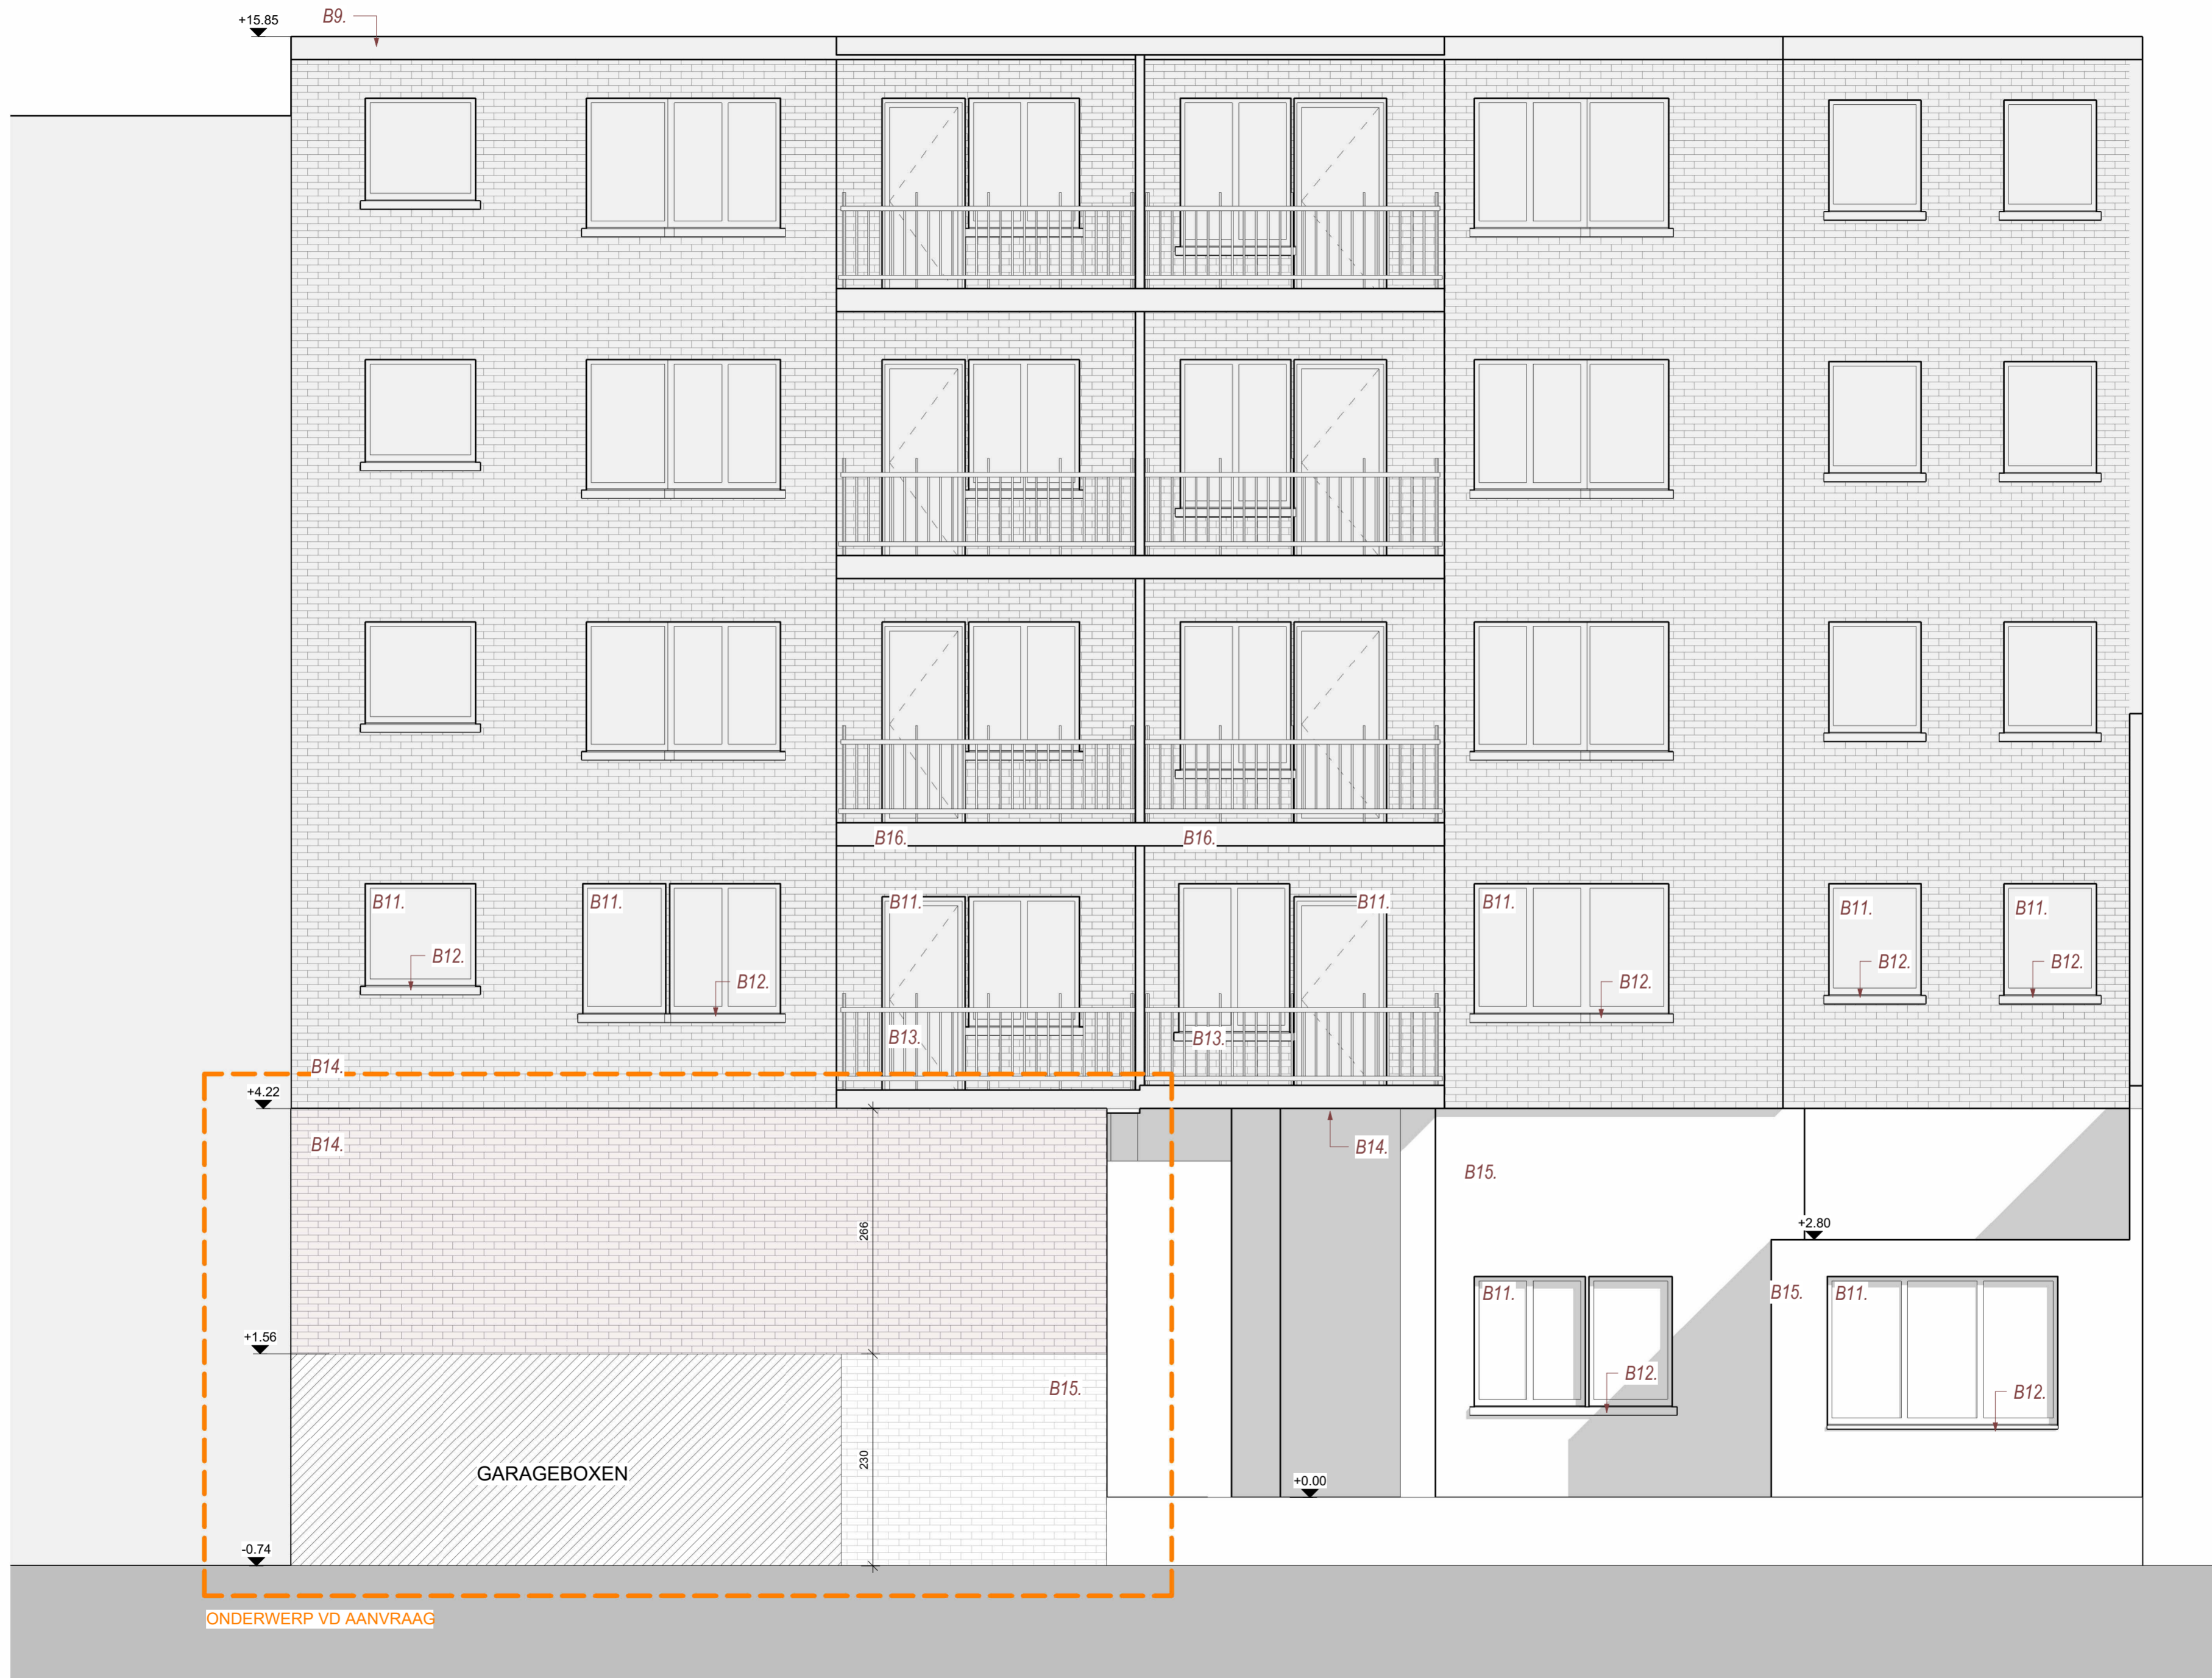 +15.85
B9.
B16.
B16.
B11.
B11.
B11.
B11.
B11.
B11.
B11.
B12.
B12.
B12.
B12.
B12.
B13.
B13.
B14.
+4.22
B14.
B14.
B15.
+2.80
266
B11.
B15.
B11.
+1.56
B12.
B15.
B12.
230
GARAGEBOXEN
+0.00
-0.74
ONDERWERP VD AANVRAAG